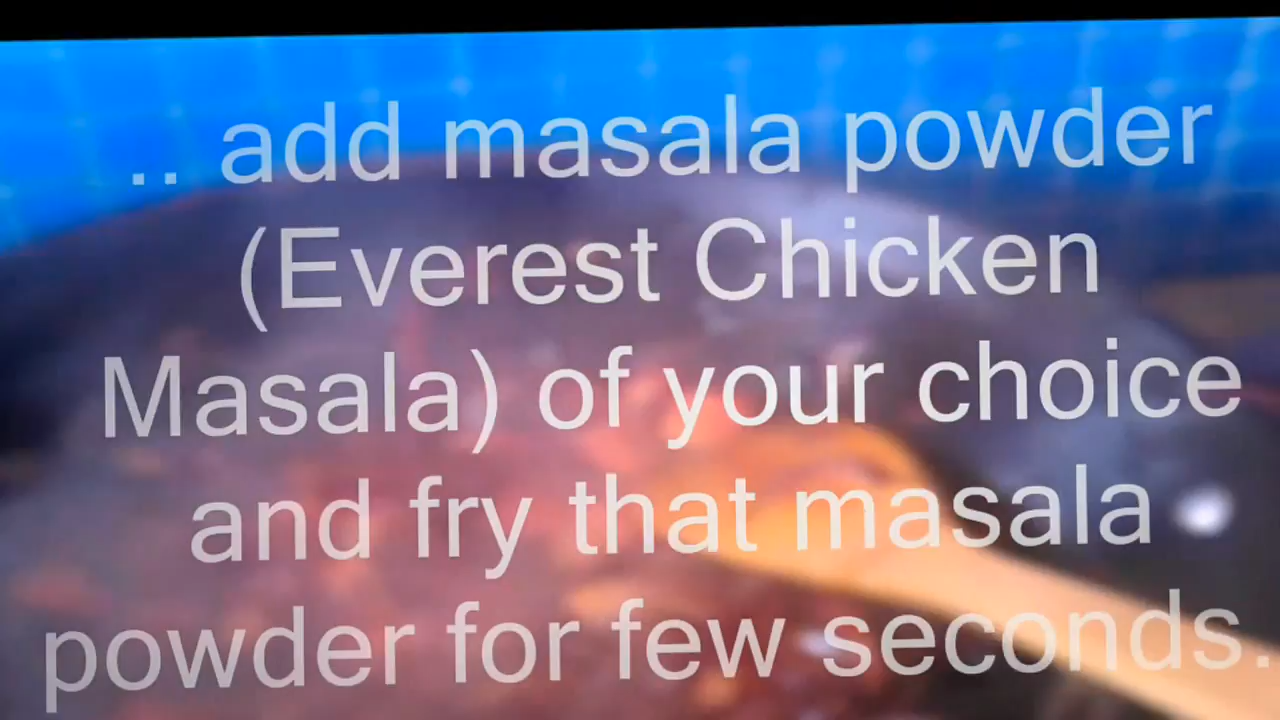 .. add masala powder
(Everest Chicken
Masala) of your choice
and fry that masala
powder for few seconds.